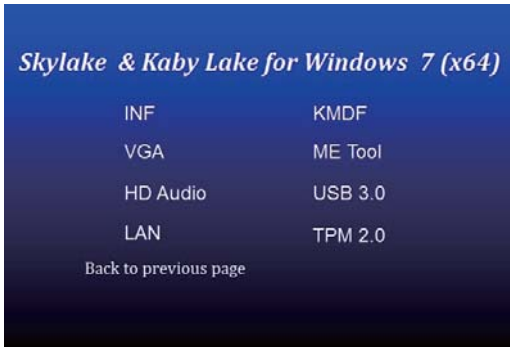 Skylake & Kaby Lake for Windows 7 (x64)
INF
KMDF
VGA
ME Tool
HD Audio
USB 3.0
LAN
TPM 2.0
Back to previous page